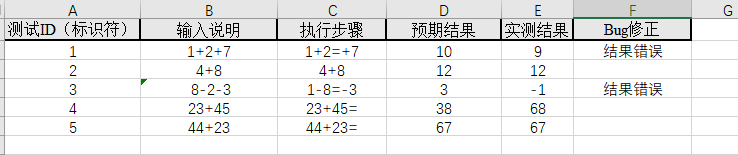 A B C D E F G
测试ID（标识符） 输入说明 执行步骤 预期结果 实测结果 Bug修正
1 1+2+7 1+2=+7 10 9 结果错误
2 4+8 4+8 12 12
3 8-2-3 1-8=-3 3 -1 结果错误
4 23+45 23+45= 38 68
5 44+23 44+23= 67 67